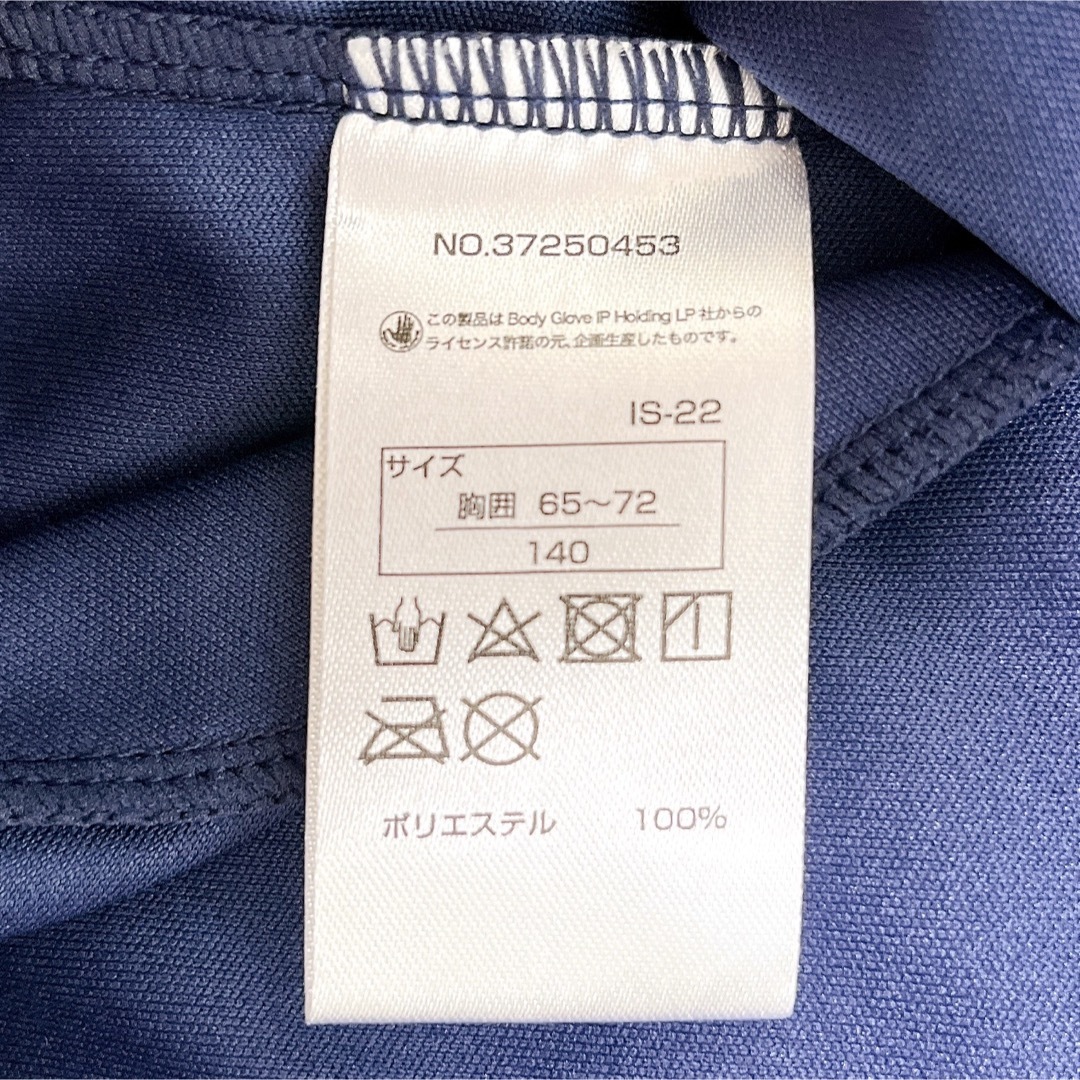 NO.37250453
この製品は Body Glove IP Holding LP 社からの
ライセンス許諾の元、企画生産したものです。
IS-22
サイズ
胸囲 65～72
140
ポリエステル 100%